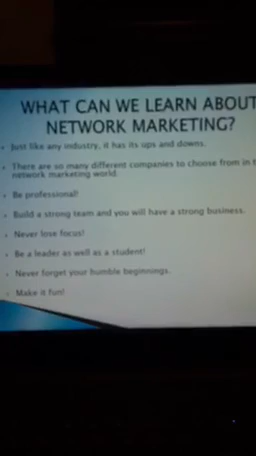 WHAT CAN WE LEARN ABOUT
NETWORK MARKETING?
Just like any industry, it has its ups and downs.
There are so many different companies to choose from in t
network marketing world.
Be professional!
Build a strong team and you will have a strong business.
Never lose focus!
Be a leader as well as a student!
Never forget your humble beginnings.
Make it fun!